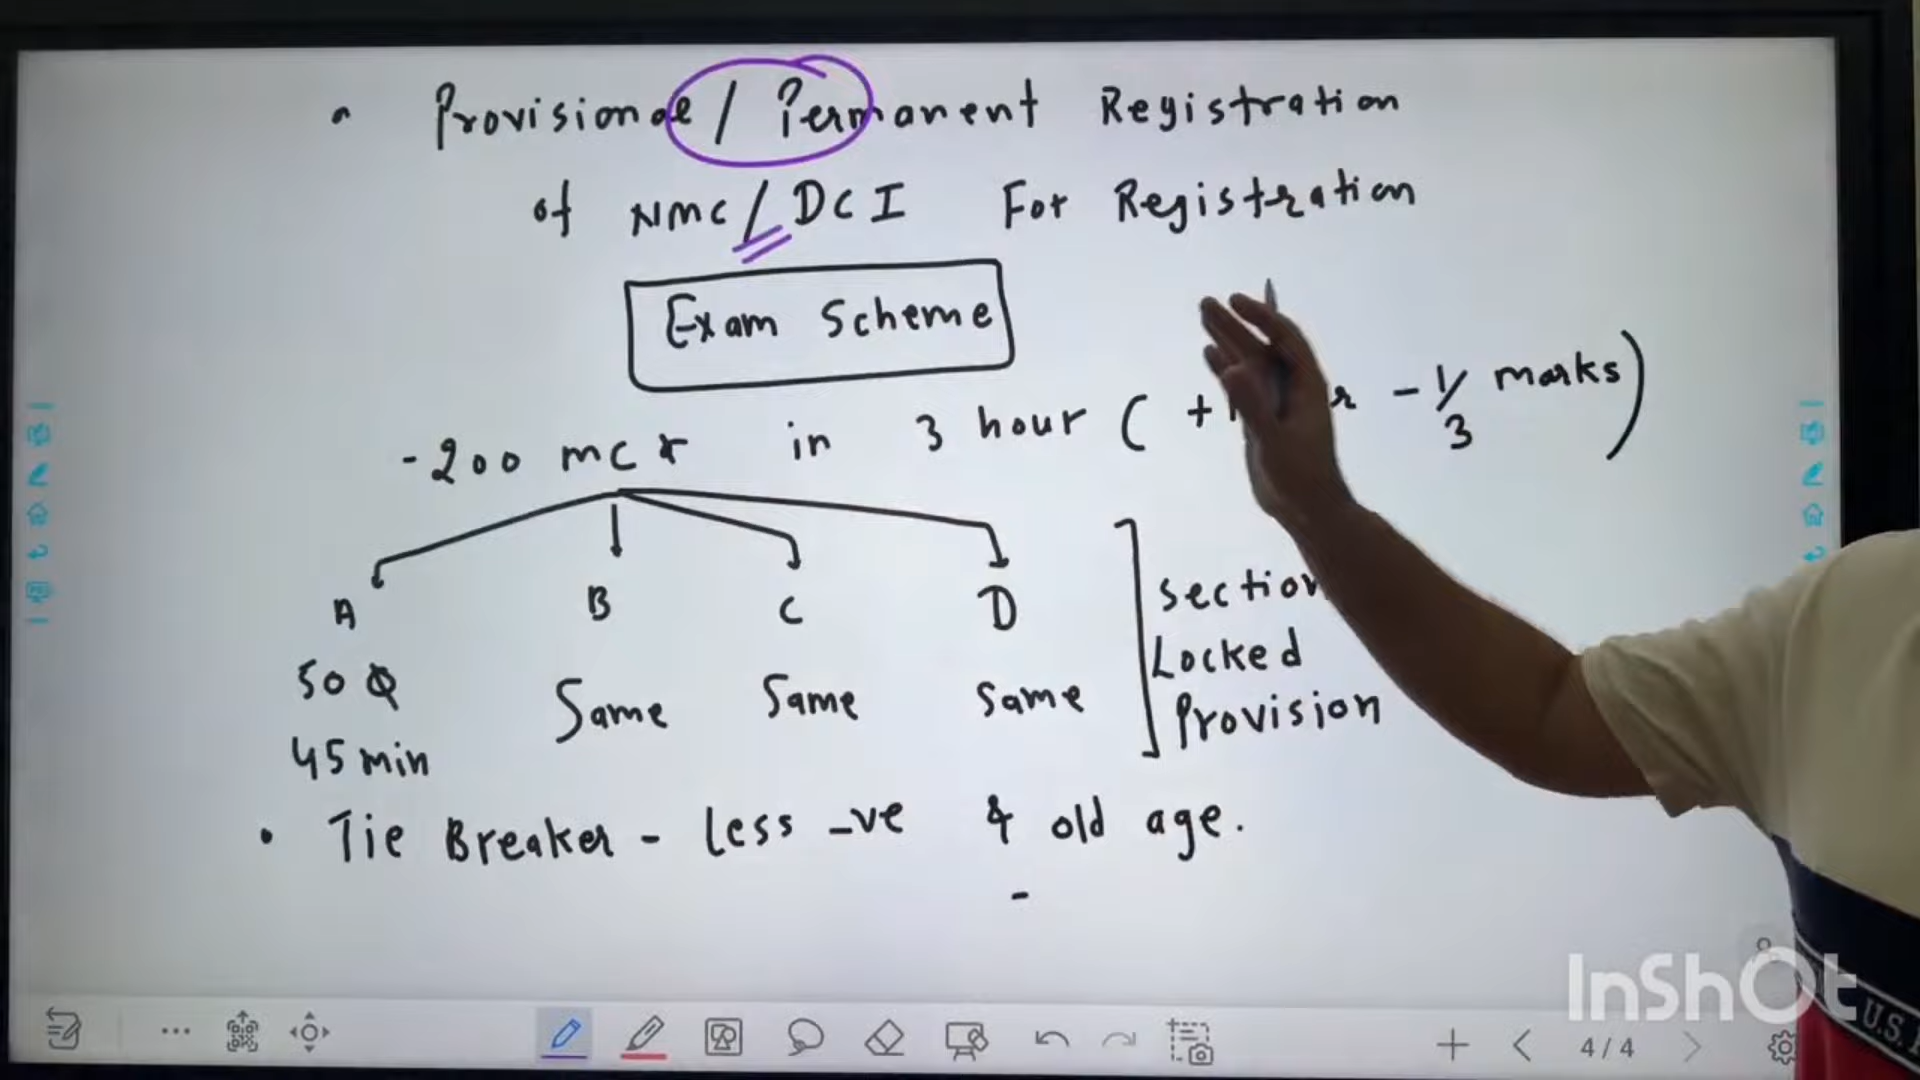 Provisional / Permanent Registration
of NMC / DCI For Registration
Exam Scheme
- 200 mcq in 3 hour ( + - 1/3 marks )
A B C D
50 Q Same Same Same
45 min
Section
Locked
Provision
• Tie Breaker - Less -ve & old age.
-
InShOt
U.S.
4/4